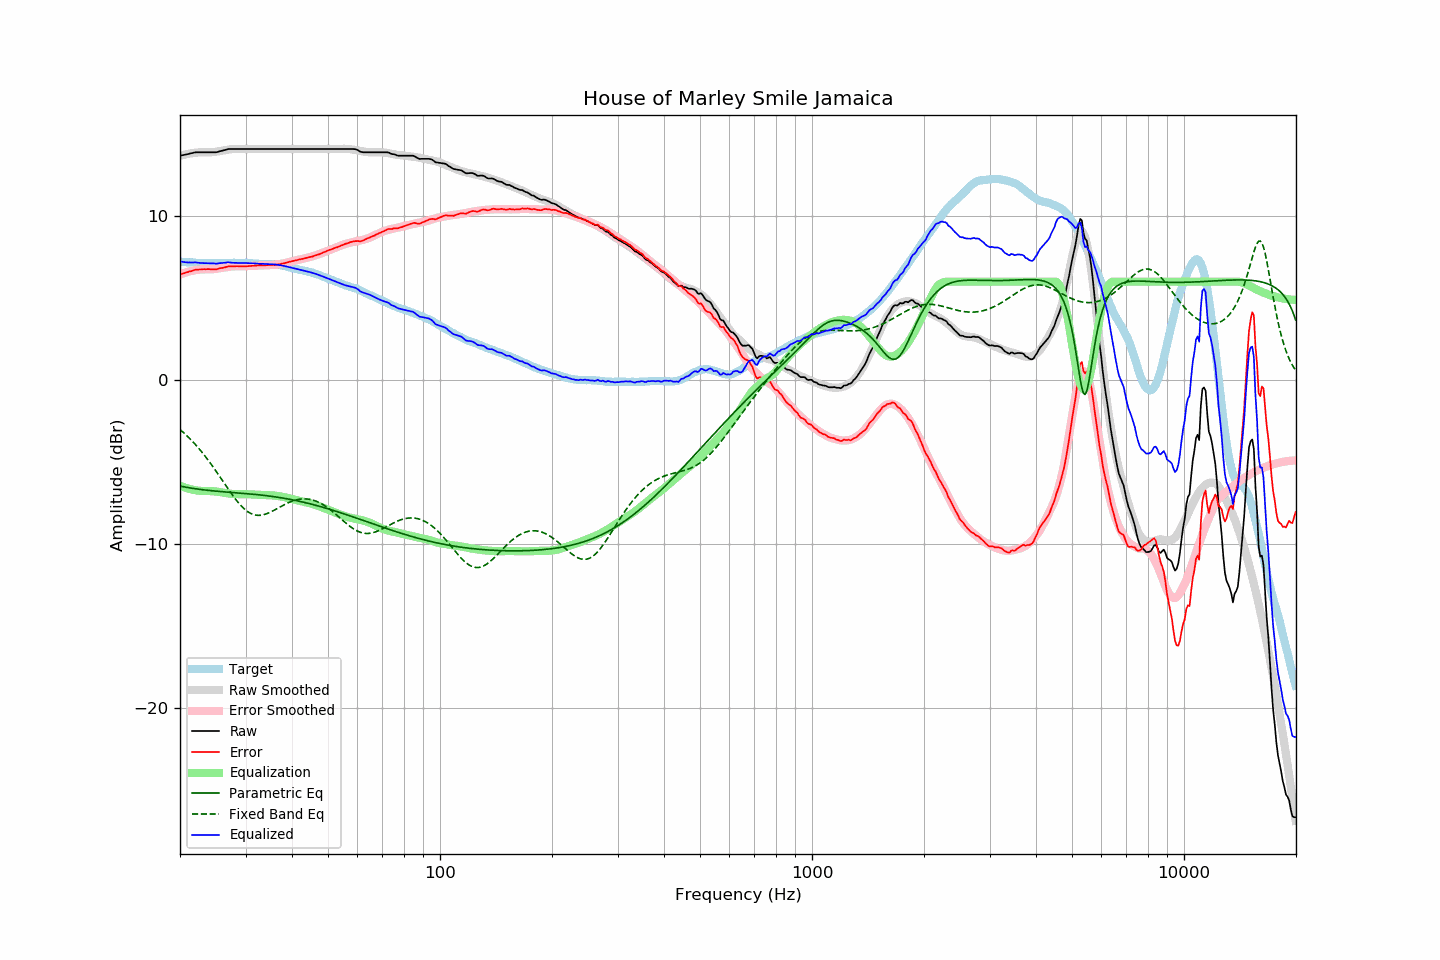 House of Marley Smile Jamaica
Amplitude (dBr)
10
0
−10
−20
Target
Raw Smoothed
Error Smoothed
Raw
Error
Equalization
Parametric Eq
Fixed Band Eq
Equalized
100
1000
10000
Frequency (Hz)